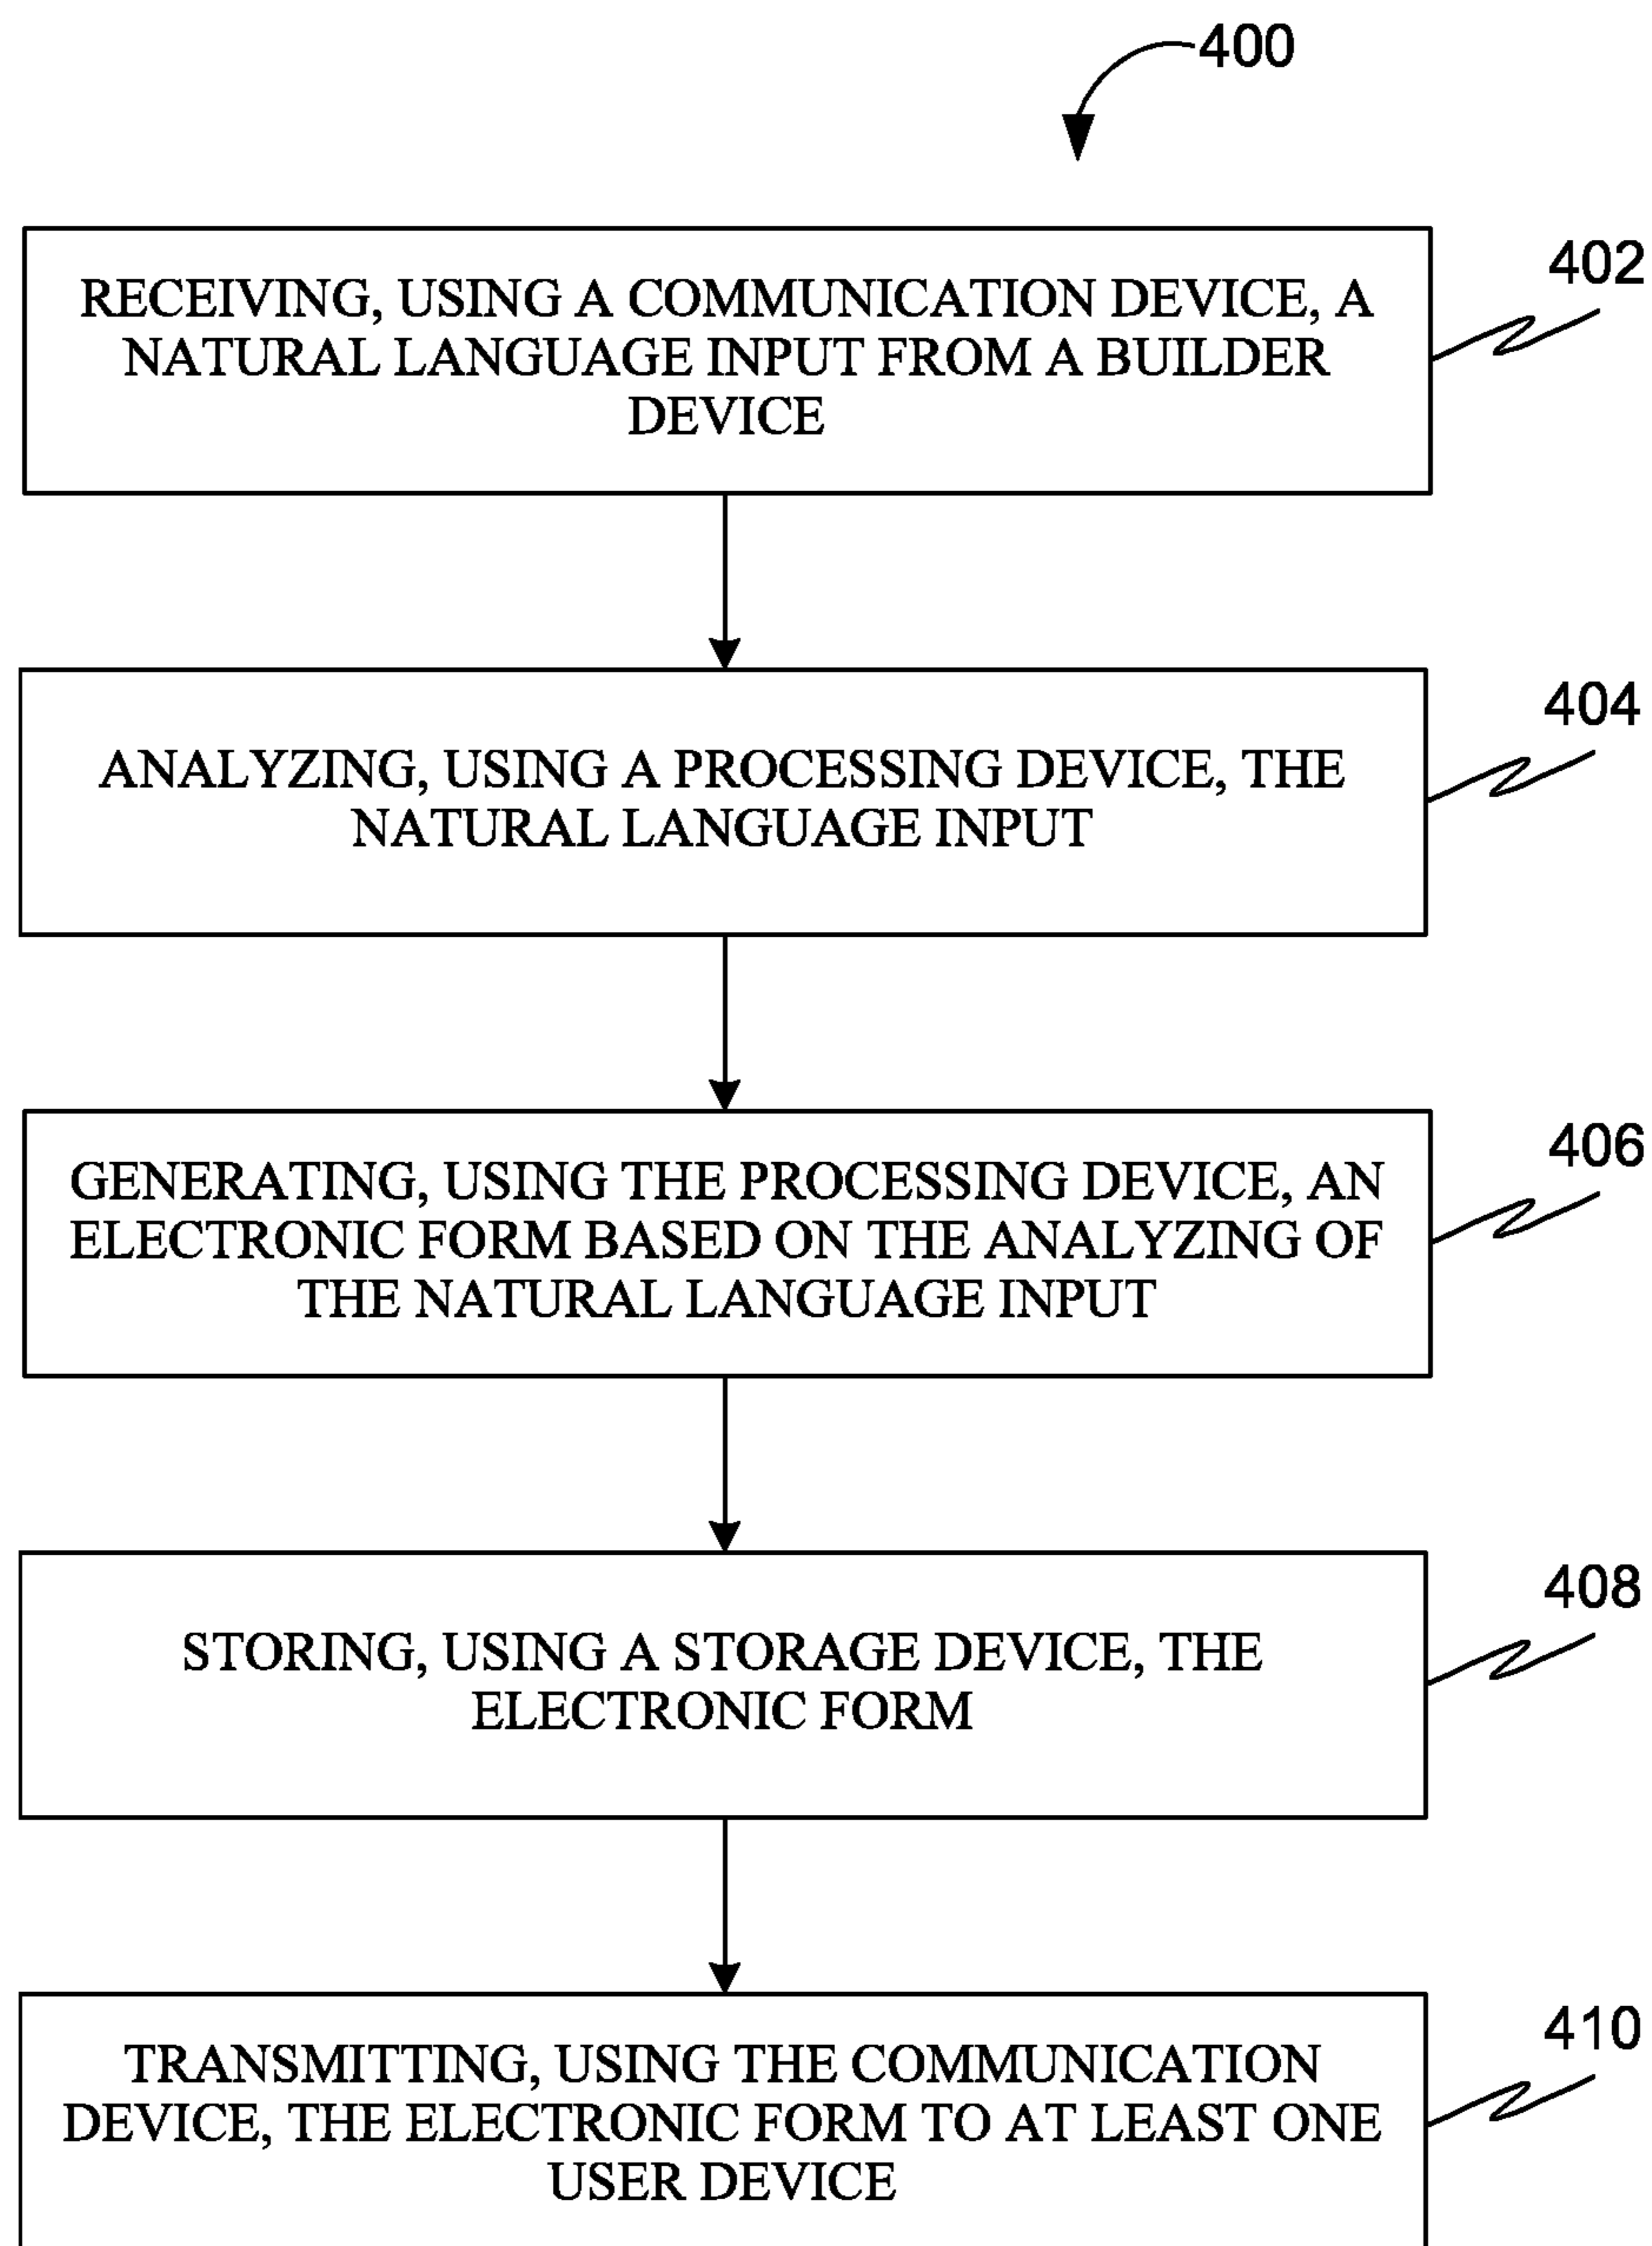 400
RECEIVING, USING A COMMUNICATION DEVICE, A
NATURAL LANGUAGE INPUT FROM A BUILDER
DEVICE
402
ANALYZING, USING A PROCESSING DEVICE, THE
NATURAL LANGUAGE INPUT
404
GENERATING, USING THE PROCESSING DEVICE, AN
ELECTRONIC FORM BASED ON THE ANALYZING OF
THE NATURAL LANGUAGE INPUT
406
STORING, USING A STORAGE DEVICE, THE
ELECTRONIC FORM
408
TRANSMITTING, USING THE COMMUNICATION
DEVICE, THE ELECTRONIC FORM TO AT LEAST ONE
USER DEVICE
410